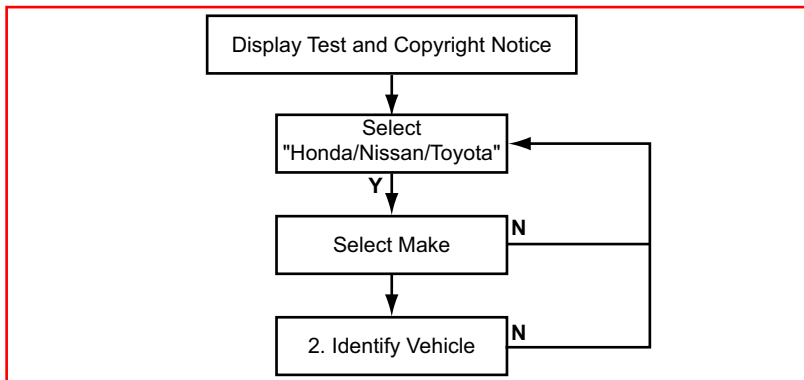 Display Test and Copyright Notice
Select
"Honda/Nissan/Toyota"
Y
Select Make
N
2. Identify Vehicle
N